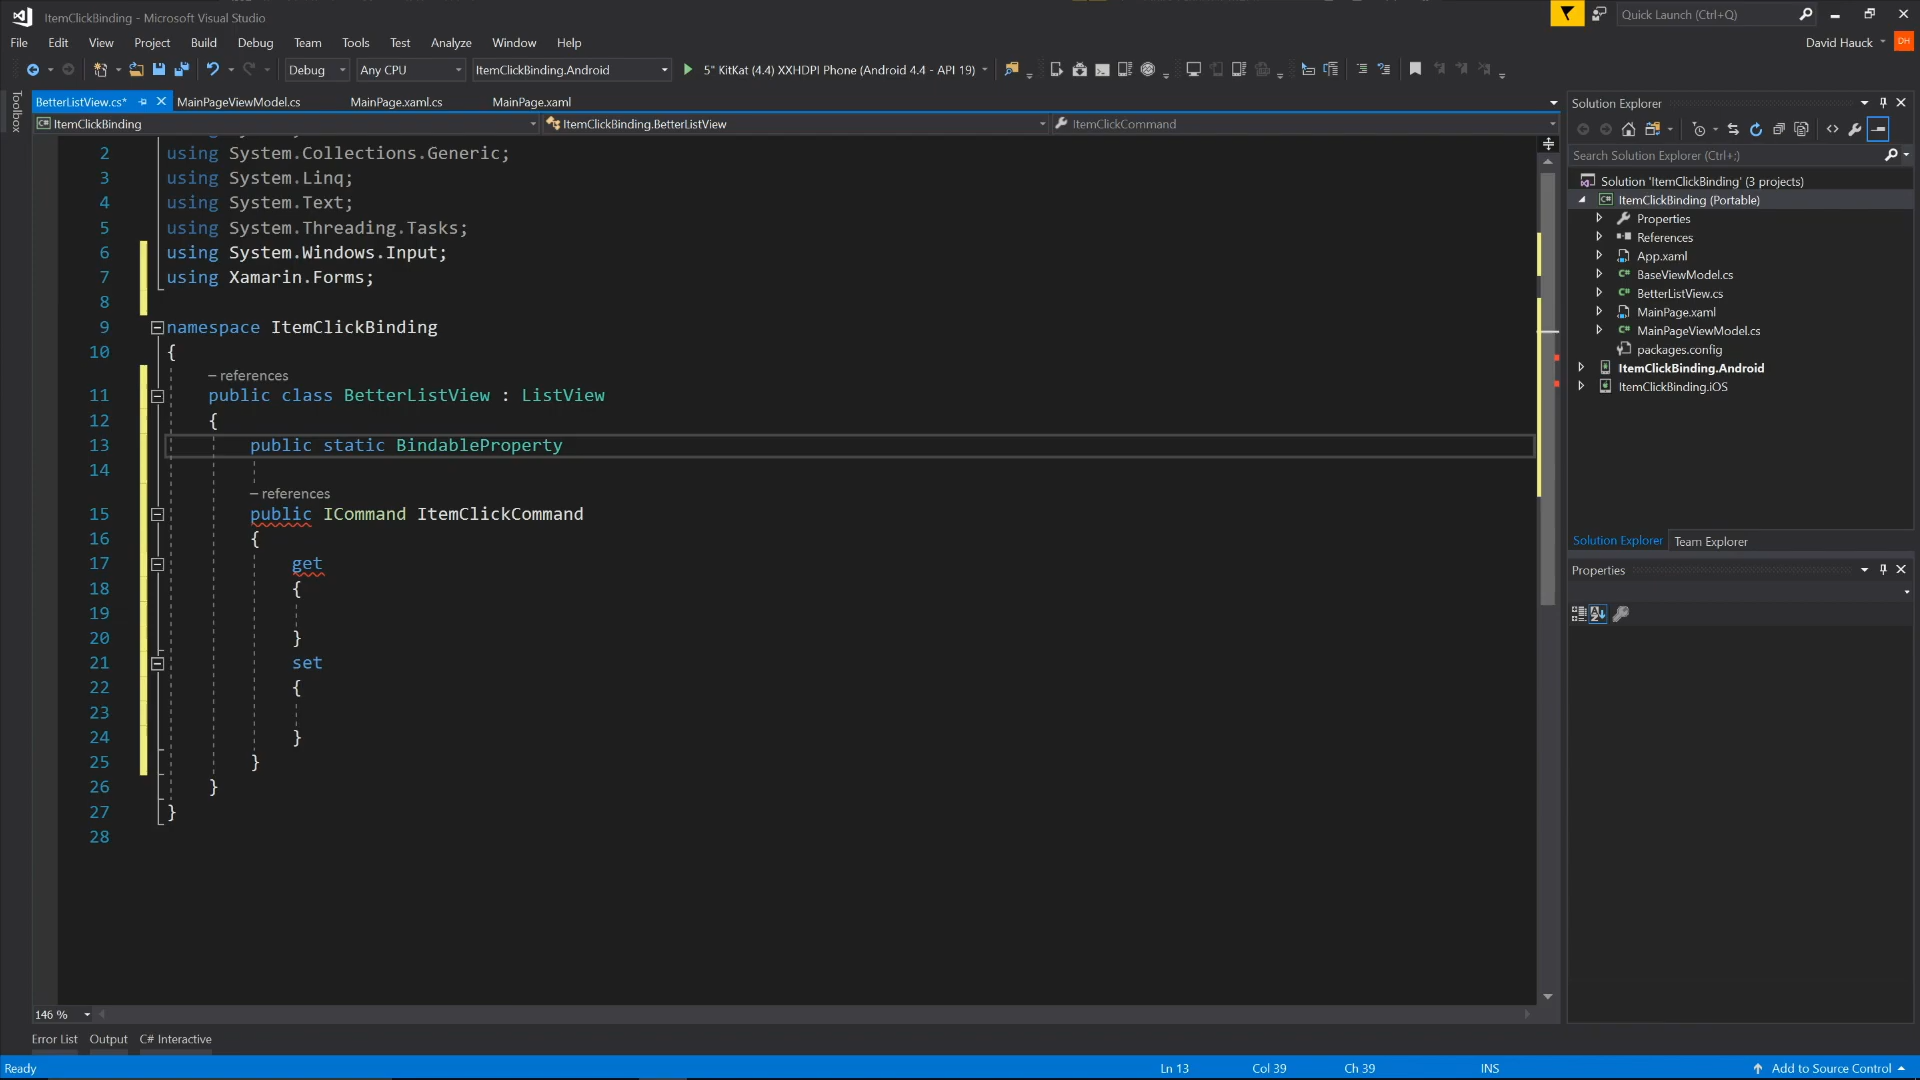 ItemClickBinding - Microsoft Visual Studio
Quick Launch (Ctrl+Q)
File Edit View Project Build Debug Team Tools Test Analyze Window Help
David Hauck DH
Debug Any CPU ItemClickBinding.Android 5" KitKat (4.4) XXHDPI Phone (Android 4.4 - API 19)
Toolbox
BetterListView.cs* MainPageViewModel.cs MainPage.xaml.cs MainPage.xaml
ItemClickBinding ItemClickBinding.BetterListView ItemClickCommand
2 using System.Collections.Generic;
3 using System.Linq;
4 using System.Text;
5 using System.Threading.Tasks;
6 using System.Windows.Input;
7 using Xamarin.Forms;
8
9 namespace ItemClickBinding
10 {
– references
11 public class BetterListView : ListView
12 {
13 public static BindableProperty
14
– references
15 public ICommand ItemClickCommand
16 {
17 get
18 {
19
20 }
21 set
22 {
23
24 }
25 }
26 }
27 }
28
146 %
Error List Output C# Interactive
Ready Ln 13 Col 39 Ch 39 INS Add to Source Control
Solution Explorer
Search Solution Explorer (Ctrl+;)
Solution 'ItemClickBinding' (3 projects)
ItemClickBinding (Portable)
Properties
References
App.xaml
BaseViewModel.cs
BetterListView.cs
MainPage.xaml
MainPageViewModel.cs
packages.config
ItemClickBinding.Android
ItemClickBinding.iOS
Solution Explorer Team Explorer
Properties